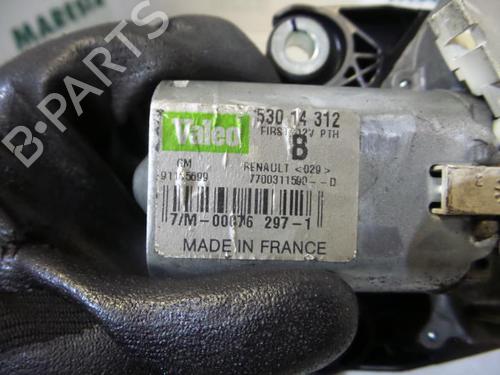 MARE
Valeo
530 14 312
FIRST 12V PTH
B
GM
RENAULT <029>
7700311590--D
7/M-00076 297-1
MADE IN FRANCE
B-PARTS